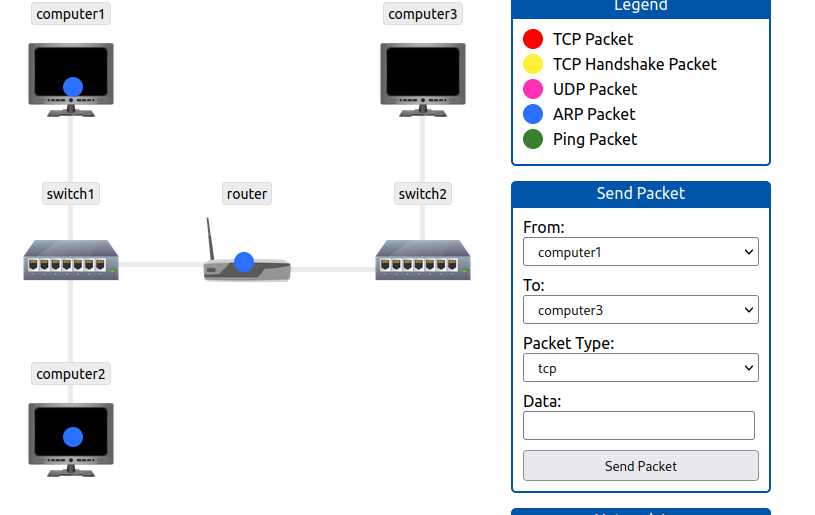 computer1
computer3
switch1
router
switch2
computer2
Legend
TCP Packet
TCP Handshake Packet
UDP Packet
ARP Packet
Ping Packet
Send Packet
From:
computer1
To:
computer3
Packet Type:
tcp
Data:
Send Packet